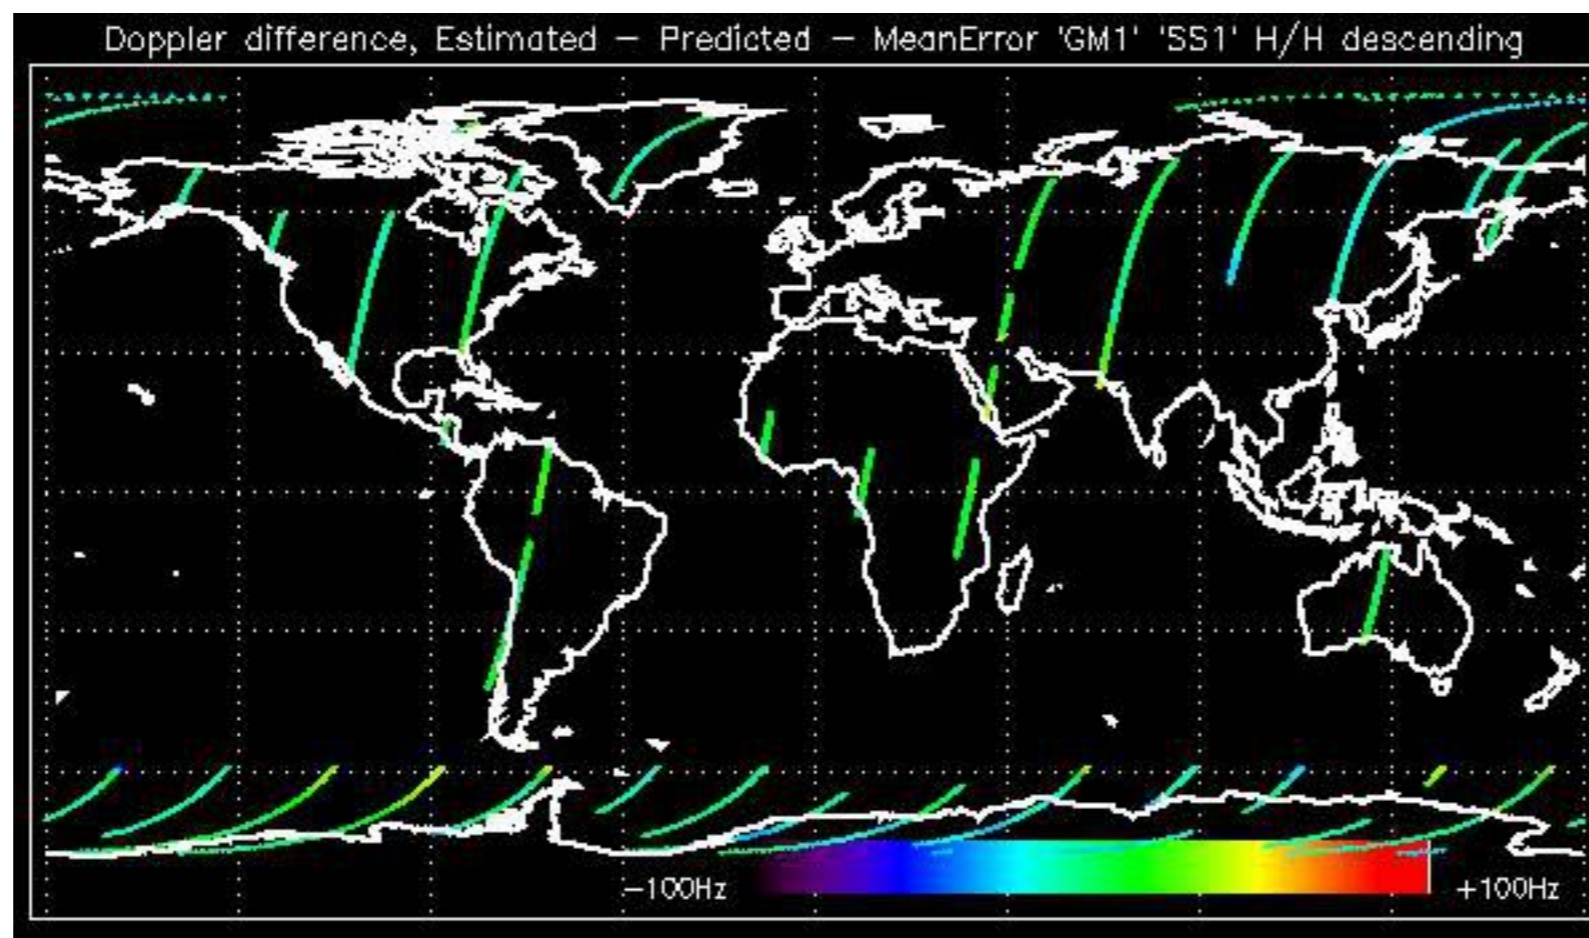 Doppler difference, Estimated – Predicted – MeanError 'GM1' 'SS1' H/H descending
–100Hz +100Hz